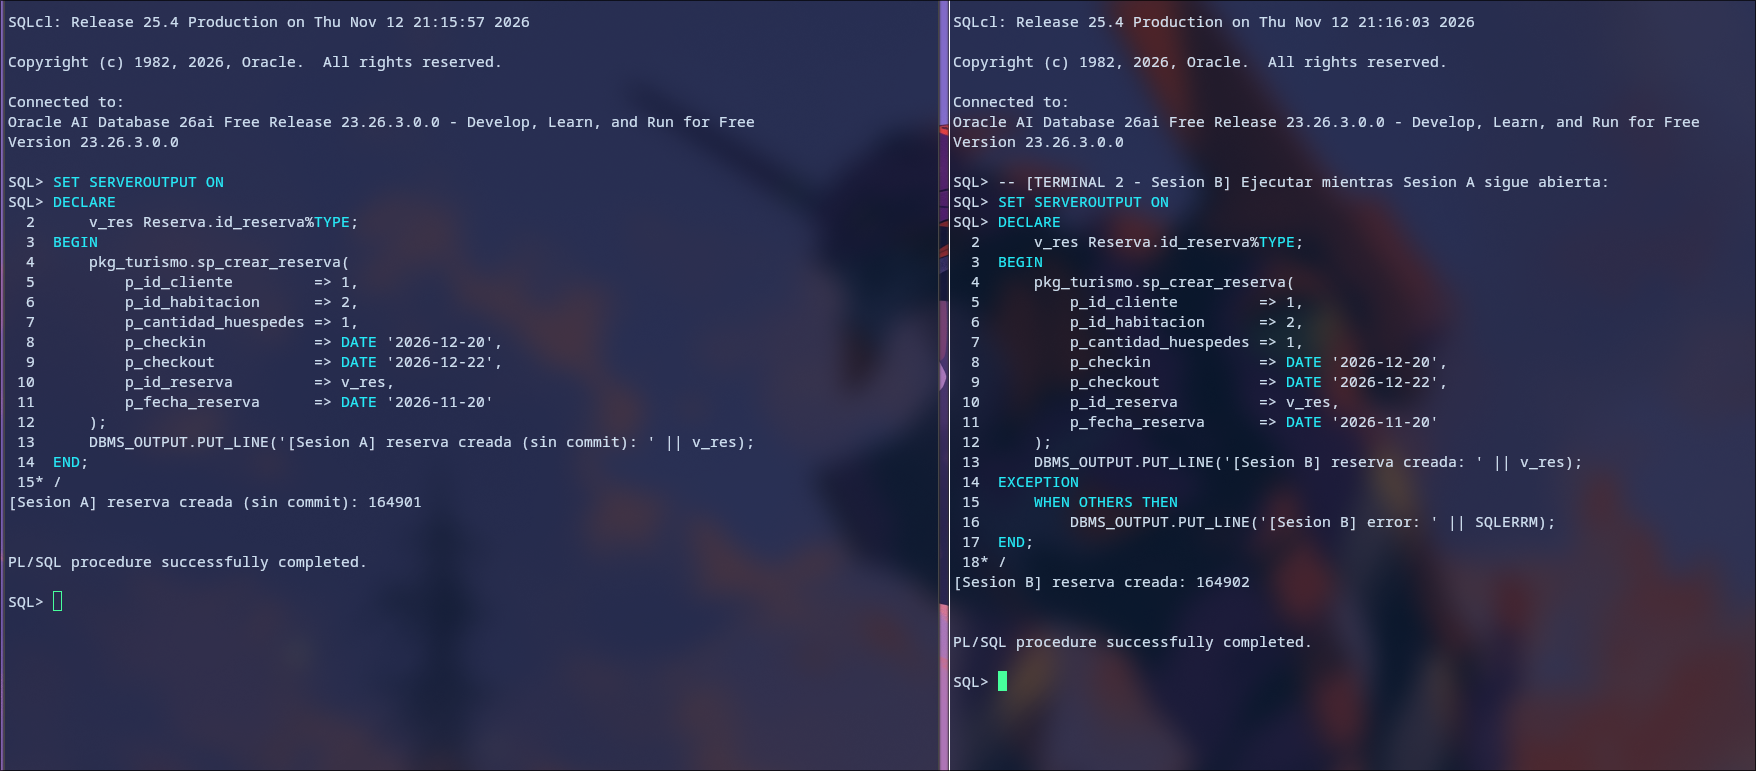 SQLcl: Release 25.4 Production on Thu Nov 12 21:15:57 2026
Copyright (c) 1982, 2026, Oracle.  All rights reserved.
Connected to:
Oracle AI Database 26ai Free Release 23.26.3.0.0 - Develop, Learn, and Run for Free
Version 23.26.3.0.0
SQL> SET SERVEROUTPUT ON
SQL> DECLARE
  2      v_res Reserva.id_reserva%TYPE;
  3  BEGIN
  4      pkg_turismo.sp_crear_reserva(
  5          p_id_cliente         => 1,
  6          p_id_habitacion      => 2,
  7          p_cantidad_huespedes => 1,
  8          p_checkin            => DATE '2026-12-20',
  9          p_checkout           => DATE '2026-12-22',
 10          p_id_reserva         => v_res,
 11          p_fecha_reserva      => DATE '2026-11-20'
 12      );
 13      DBMS_OUTPUT.PUT_LINE('[Sesion A] reserva creada (sin commit): ' || v_res);
 14  END;
 15* /
[Sesion A] reserva creada (sin commit): 164901
PL/SQL procedure successfully completed.
SQL>
SQLcl: Release 25.4 Production on Thu Nov 12 21:16:03 2026
Copyright (c) 1982, 2026, Oracle.  All rights reserved.
Connected to:
Oracle AI Database 26ai Free Release 23.26.3.0.0 - Develop, Learn, and Run for Free
Version 23.26.3.0.0
SQL> -- [TERMINAL 2 - Sesion B] Ejecutar mientras Sesion A sigue abierta:
SQL> SET SERVEROUTPUT ON
SQL> DECLARE
  2      v_res Reserva.id_reserva%TYPE;
  3  BEGIN
  4      pkg_turismo.sp_crear_reserva(
  5          p_id_cliente         => 1,
  6          p_id_habitacion      => 2,
  7          p_cantidad_huespedes => 1,
  8          p_checkin            => DATE '2026-12-20',
  9          p_checkout           => DATE '2026-12-22',
 10          p_id_reserva         => v_res,
 11          p_fecha_reserva      => DATE '2026-11-20'
 12      );
 13      DBMS_OUTPUT.PUT_LINE('[Sesion B] reserva creada: ' || v_res);
 14  EXCEPTION
 15      WHEN OTHERS THEN
 16          DBMS_OUTPUT.PUT_LINE('[Sesion B] error: ' || SQLERRM);
 17  END;
 18* /
[Sesion B] reserva creada: 164902
PL/SQL procedure successfully completed.
SQL>